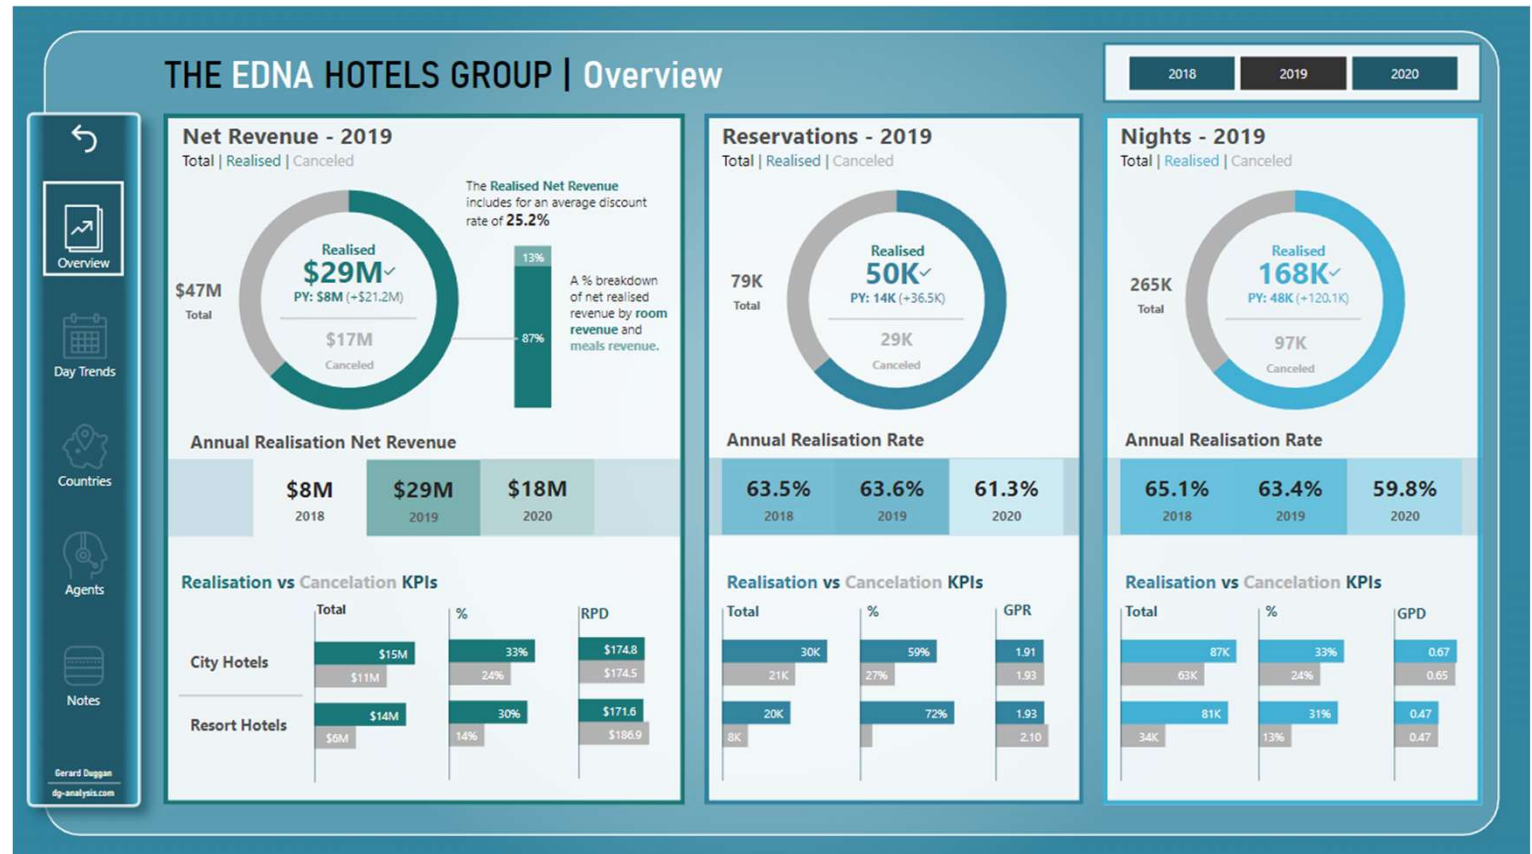 THE EDNA HOTELS GROUP | Overview
2018
2019
2020
Overview
Day Trends
Countries
Agents
Notes
Gerard Duggan
dg-analysis.com
Net Revenue - 2019
Total | Realised | Canceled
The Realised Net Revenue
includes for an average discount
rate of 25.2%
$47M
Total
Realised
$29M
PY: $8M (+$21.2M)
$17M
Canceled
13%
87%
A % breakdown
of net realised
revenue by room
revenue and
meals revenue.
Annual Realisation Net Revenue
$8M
2018
$29M
2019
$18M
2020
Realisation vs Cancelation KPIs
Total
%
RPD
City Hotels
$15M
33%
$174.8
$11M
24%
$174.5
Resort Hotels
$14M
30%
$171.6
$6M
14%
$186.9
Reservations - 2019
Total | Realised | Canceled
79K
Total
Realised
50K
PY: 14K (+36.5K)
29K
Canceled
Annual Realisation Rate
63.5%
2018
63.6%
2019
61.3%
2020
Realisation vs Cancelation KPIs
Total
%
GPR
30K
59%
1.91
21K
27%
1.93
20K
72%
1.93
8K
2.10
Nights - 2019
Total | Realised | Canceled
265K
Total
Realised
168K
PY: 48K (+120.1K)
97K
Canceled
Annual Realisation Rate
65.1%
2018
63.4%
2019
59.8%
2020
Realisation vs Cancelation KPIs
Total
%
GPD
87K
33%
0.67
63K
24%
0.65
81K
31%
0.47
34K
13%
0.47